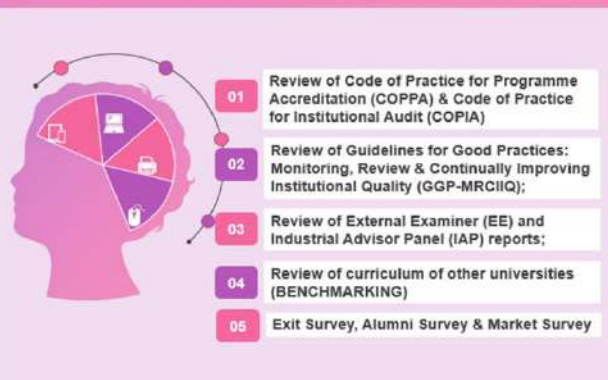 01
Review of Code of Practice for Programme
Accreditation (COPPA) & Code of Practice
for Institutional Audit (COPIA)
02
Review of Guidelines for Good Practices:
Monitoring, Review & Continually Improving
Institutional Quality (GGP-MRCIIQ);
03
Review of External Examiner (EE) and
Industrial Advisor Panel (IAP) reports;
04
Review of curriculum of other universities
(BENCHMARKING)
05
Exit Survey, Alumni Survey & Market Survey